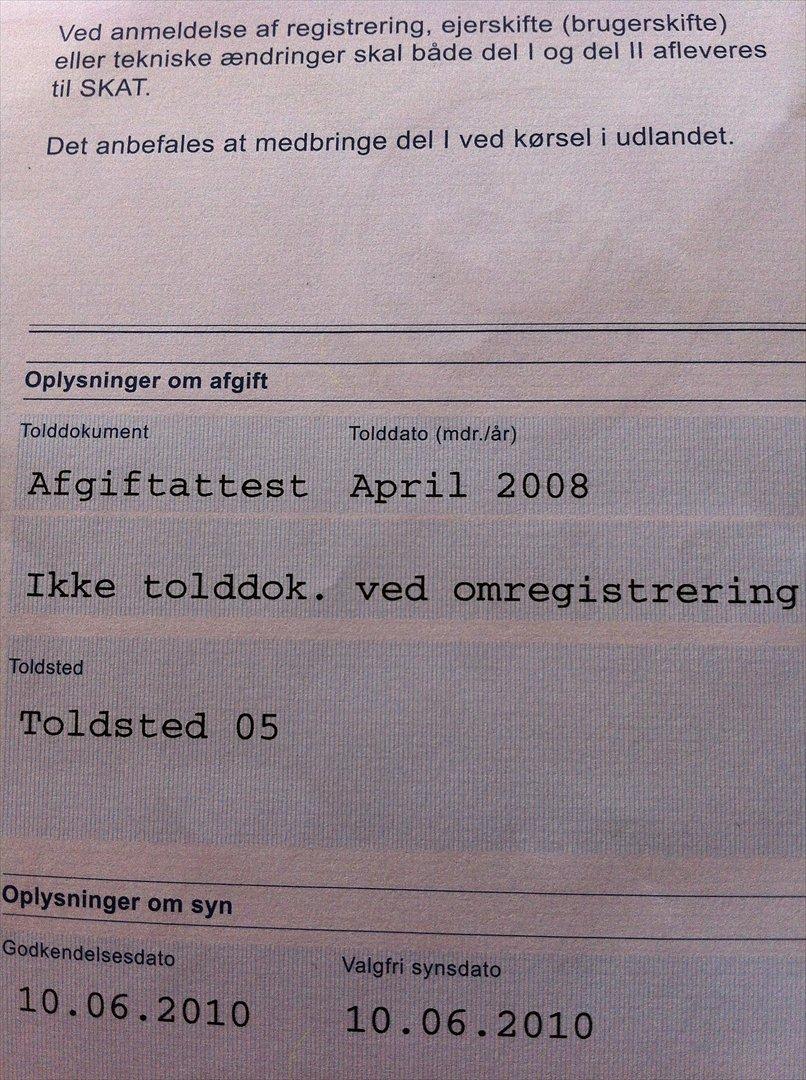 Ved anmeldelse af registrering, ejerskifte (brugerskifte)
eller tekniske ændringer skal både del I og del II afleveres
til SKAT.
Det anbefales at medbringe del I ved kørsel i udlandet.
Oplysninger om afgift
Tolddokument Tolddato (mdr./år)
Afgiftattest April 2008
Ikke tolddok. ved omregistrering
Toldsted
Toldsted 05
Oplysninger om syn
Godkendelsesdato Valgfri synsdato
10.06.2010 10.06.2010